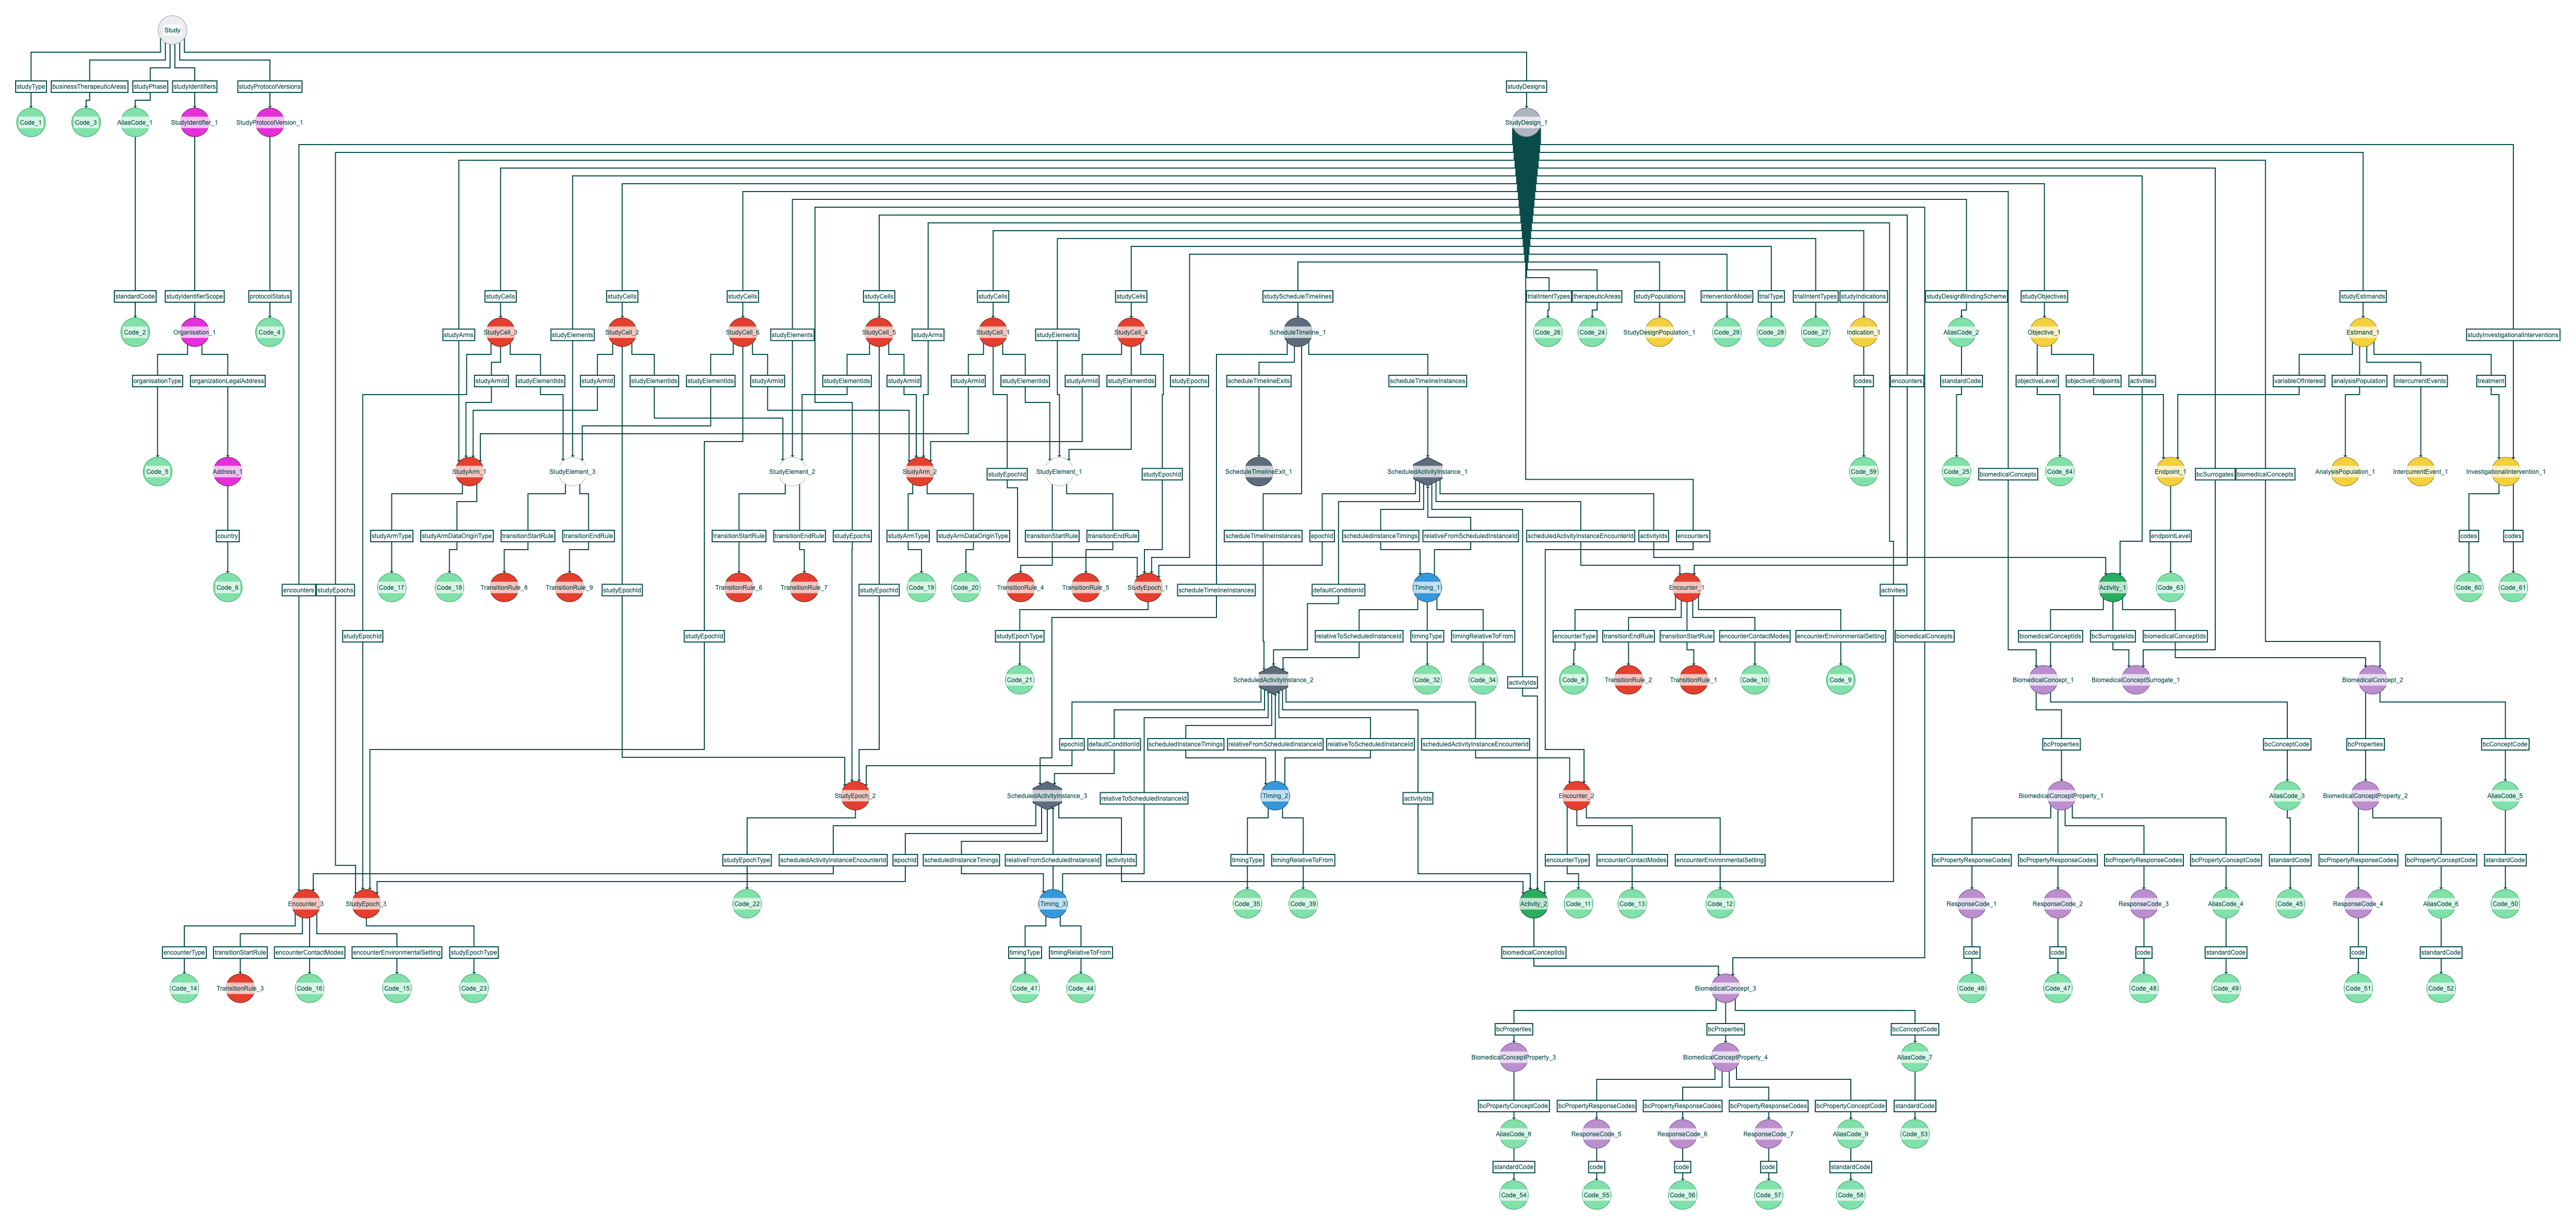 Study
studyType
businessTherapeuticAreas
studyPhase
studyIdentifiers
studyProtocolVersions
studyDesigns
Code_1
Code_3
AliasCode_1
StudyIdentifier_1
StudyProtocolVersion_1
StudyDesign_1
standardCode
studyIdentifierScope
protocolStatus
studyCells
studyCells
studyCells
studyCells
studyCells
studyCells
studyScheduleTimelines
trialIntentTypes
therapeuticAreas
studyPopulations
interventionModel
trialType
trialIntentTypes
studyIndications
studyDesignBlindingScheme
studyObjectives
studyEstimands
Code_2
Organisation_1
Code_4
studyArms
StudyCell_3
studyElements
StudyCell_2
StudyCell_6
studyElements
StudyCell_5
studyArms
StudyCell_1
studyElements
StudyCell_4
ScheduleTimeline_1
Code_26
Code_24
StudyDesignPopulation_1
Code_29
Code_28
Code_27
Indication_1
AliasCode_2
Objective_1
Estimand_1
studyInvestigationalInterventions
organisationType
organizationLegalAddress
studyArmId
studyElementIds
studyArmId
studyElementIds
studyElementIds
studyArmId
studyElementIds
studyArmId
studyArmId
studyElementIds
studyArmId
studyElementIds
studyEpochs
scheduleTimelineExits
scheduleTimelineInstances
codes
encounters
standardCode
objectiveLevel
objectiveEndpoints
activities
variableOfInterest
analysisPopulation
intercurrentEvents
treatment
Code_5
Address_1
StudyArm_1
StudyElement_3
StudyElement_2
StudyArm_2
studyEpochId
StudyElement_1
studyEpochId
ScheduleTimelineExit_1
ScheduledActivityInstance_1
Code_59
Code_25
biomedicalConcepts
Code_64
Endpoint_1
bcSurrogates
biomedicalConcepts
AnalysisPopulation_1
IntercurrentEvent_1
InvestigationalIntervention_1
country
studyArmType
studyArmDataOriginType
transitionStartRule
transitionEndRule
transitionStartRule
transitionEndRule
studyEpochs
studyArmType
studyArmDataOriginType
transitionStartRule
transitionEndRule
scheduleTimelineInstances
epochId
scheduledInstanceTimings
relativeFromScheduledInstanceId
scheduledActivityInstanceEncounterId
activityIds
encounters
endpointLevel
codes
codes
Code_6
encounters
studyEpochs
Code_17
Code_18
TransitionRule_8
TransitionRule_9
studyEpochId
TransitionRule_6
TransitionRule_7
studyEpochId
Code_19
Code_20
TransitionRule_4
TransitionRule_5
StudyEpoch_1
scheduleTimelineInstances
defaultConditionId
Timing_1
Encounter_1
activities
Activity_1
Code_63
Code_60
Code_61
studyEpochId
studyEpochId
studyEpochType
relativeToScheduledInstanceId
timingType
timingRelativeToFrom
encounterType
transitionEndRule
transitionStartRule
encounterContactModes
encounterEnvironmentalSetting
biomedicalConcepts
biomedicalConceptIds
bcSurrogateIds
biomedicalConceptIds
Code_21
ScheduledActivityInstance_2
Code_32
Code_34
activityIds
Code_8
TransitionRule_2
TransitionRule_1
Code_10
Code_9
BiomedicalConcept_1
BiomedicalConceptSurrogate_1
BiomedicalConcept_2
epochId
defaultConditionId
scheduledInstanceTimings
relativeFromScheduledInstanceId
relativeToScheduledInstanceId
scheduledActivityInstanceEncounterId
bcProperties
bcConceptCode
bcProperties
bcConceptCode
StudyEpoch_2
ScheduledActivityInstance_3
relativeToScheduledInstanceId
Timing_2
activityIds
Encounter_2
BiomedicalConceptProperty_1
AliasCode_3
BiomedicalConceptProperty_2
AliasCode_5
studyEpochType
scheduledActivityInstanceEncounterId
epochId
scheduledInstanceTimings
relativeFromScheduledInstanceId
activityIds
timingType
timingRelativeToFrom
encounterType
encounterContactModes
encounterEnvironmentalSetting
bcPropertyResponseCodes
bcPropertyResponseCodes
bcPropertyResponseCodes
bcPropertyConceptCode
standardCode
bcPropertyResponseCodes
bcPropertyConceptCode
standardCode
Encounter_3
StudyEpoch_3
Code_22
Timing_3
Code_35
Code_39
Activity_2
Code_11
Code_13
Code_12
ResponseCode_1
ResponseCode_2
ResponseCode_3
AliasCode_4
Code_45
ResponseCode_4
AliasCode_6
Code_50
encounterType
transitionStartRule
encounterContactModes
encounterEnvironmentalSetting
studyEpochType
timingType
timingRelativeToFrom
biomedicalConceptIds
code
code
code
standardCode
code
standardCode
Code_14
TransitionRule_3
Code_16
Code_15
Code_23
Code_41
Code_44
BiomedicalConcept_3
Code_46
Code_47
Code_48
Code_49
Code_51
Code_52
bcProperties
bcProperties
bcConceptCode
BiomedicalConceptProperty_3
BiomedicalConceptProperty_4
AliasCode_7
bcPropertyConceptCode
bcPropertyResponseCodes
bcPropertyResponseCodes
bcPropertyResponseCodes
bcPropertyConceptCode
standardCode
AliasCode_8
ResponseCode_5
ResponseCode_6
ResponseCode_7
AliasCode_9
Code_53
standardCode
code
code
code
standardCode
Code_54
Code_55
Code_56
Code_57
Code_58